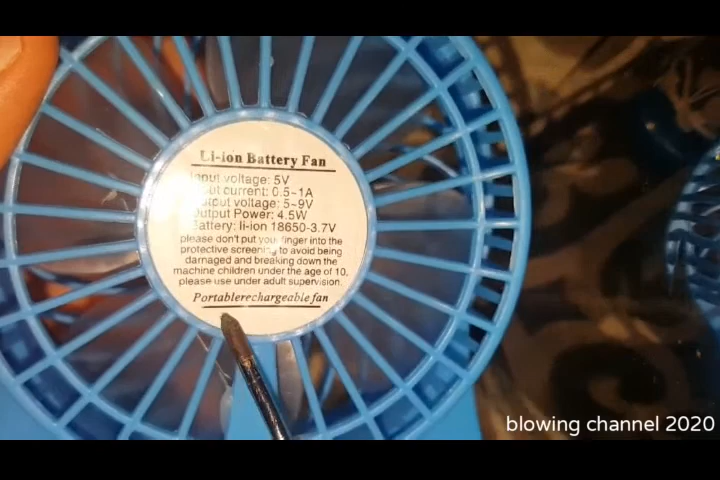 Li-ion Battery Fan
Input voltage: 5V
Input current: 0.5~1A
Output voltage: 5~9V
Output Power: 4.5W
Battery: li-ion 18650-3.7V
please don't put your finger into the
protective screening to avoid being
damaged and breaking down the
machine children under the age of 10,
please use under adult supervision.
Portablerechargeable fan
blowing channel 2020